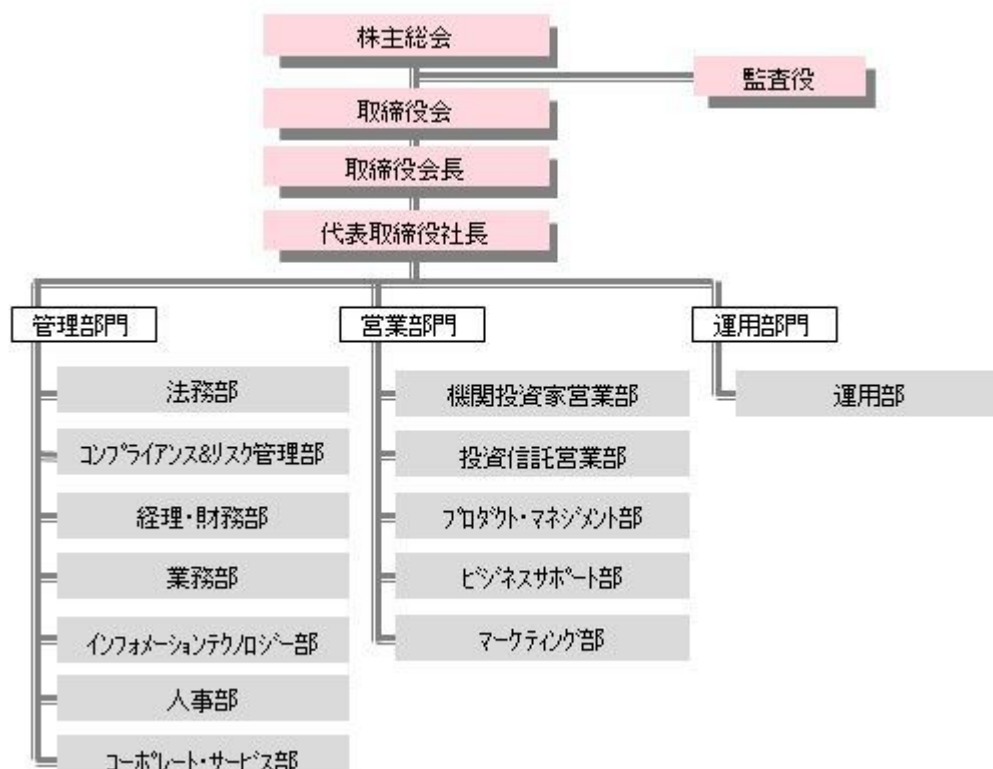 株主総会
監査役
取締役会
取締役会長
代表取締役社長
管理部門
営業部門
運用部門
法務部
コンプライアンス&リスク管理部
経理・財務部
業務部
インフォメーションテクノロジー部
人事部
コーポレート・サービス部
機関投資家営業部
投資信託営業部
プロダクト・マネジメント部
ビジネスサポート部
マーケティング部
運用部